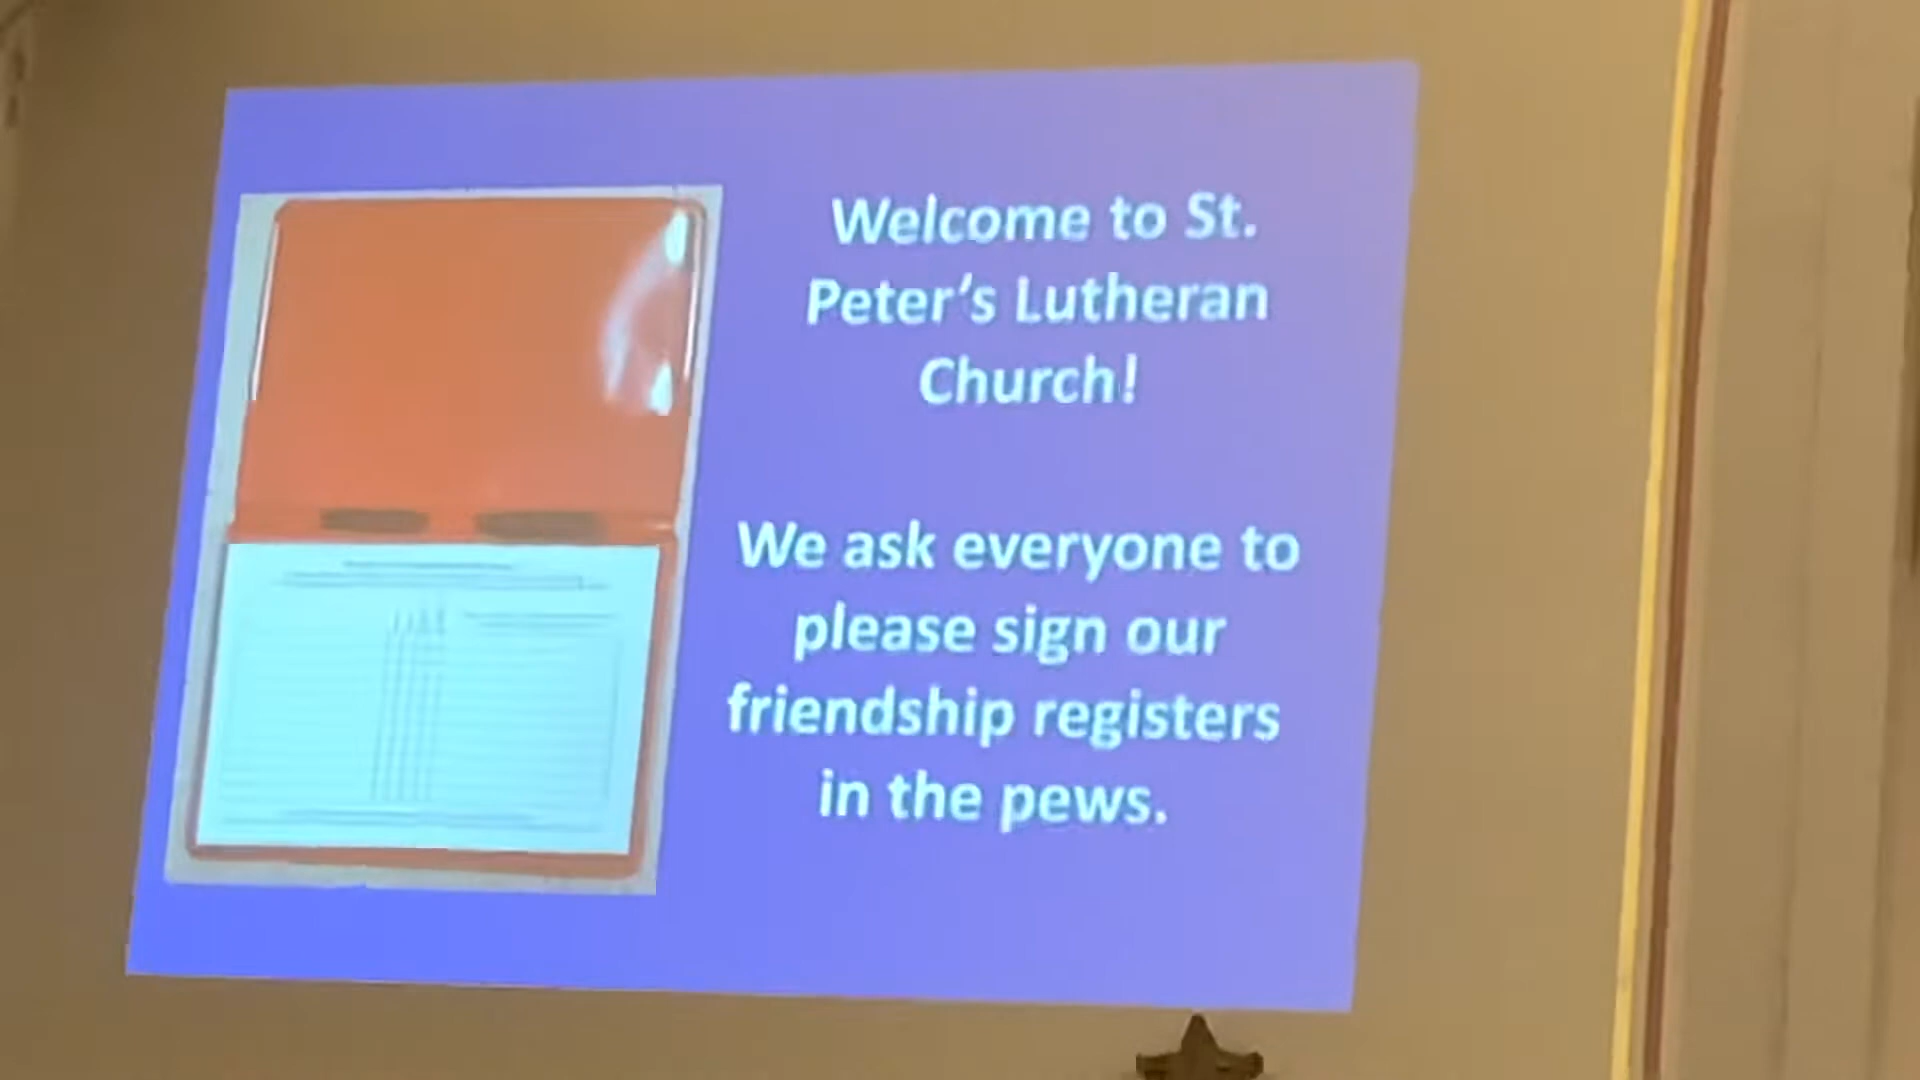 Welcome to St.
Peter's Lutheran
Church!
We ask everyone to
please sign our
friendship registers
in the pews.